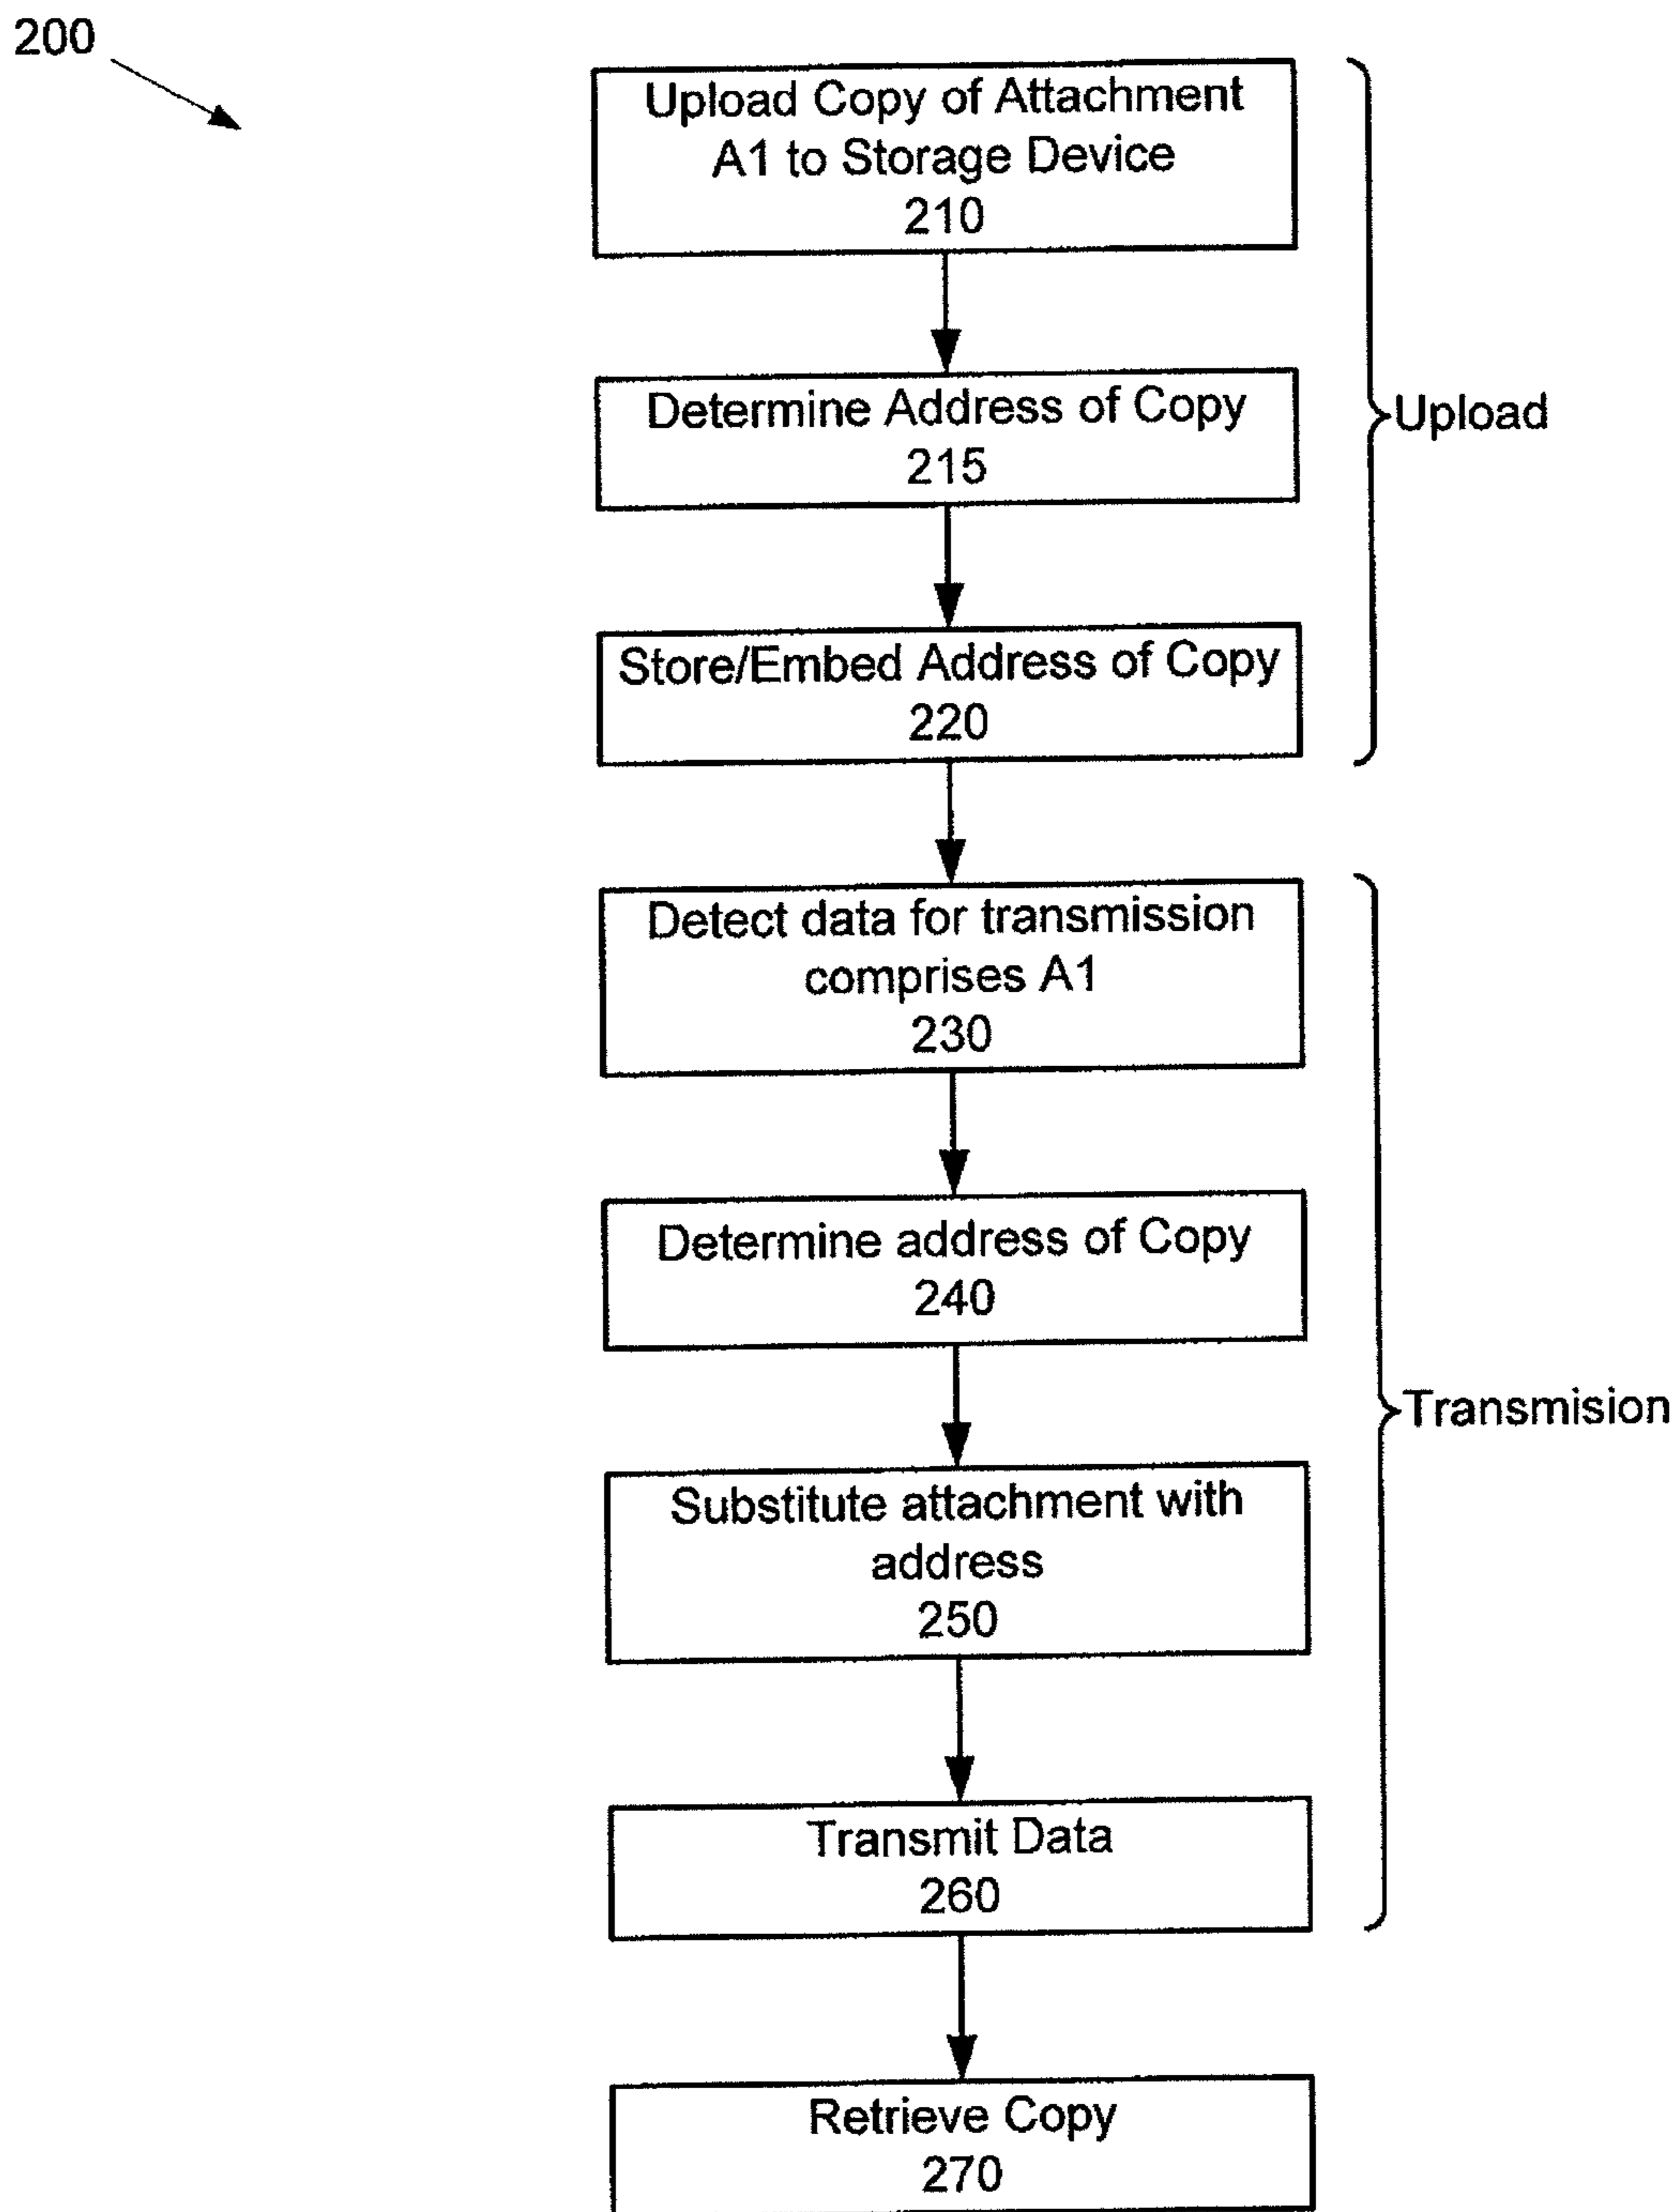 200
Upload Copy of Attachment
A1 to Storage Device
210
Determine Address of Copy
215
Store/Embed Address of Copy
220
Upload
Detect data for transmission
comprises A1
230
Determine address of Copy
240
Substitute attachment with
address
250
Transmit Data
260
Transmision
Retrieve Copy
270